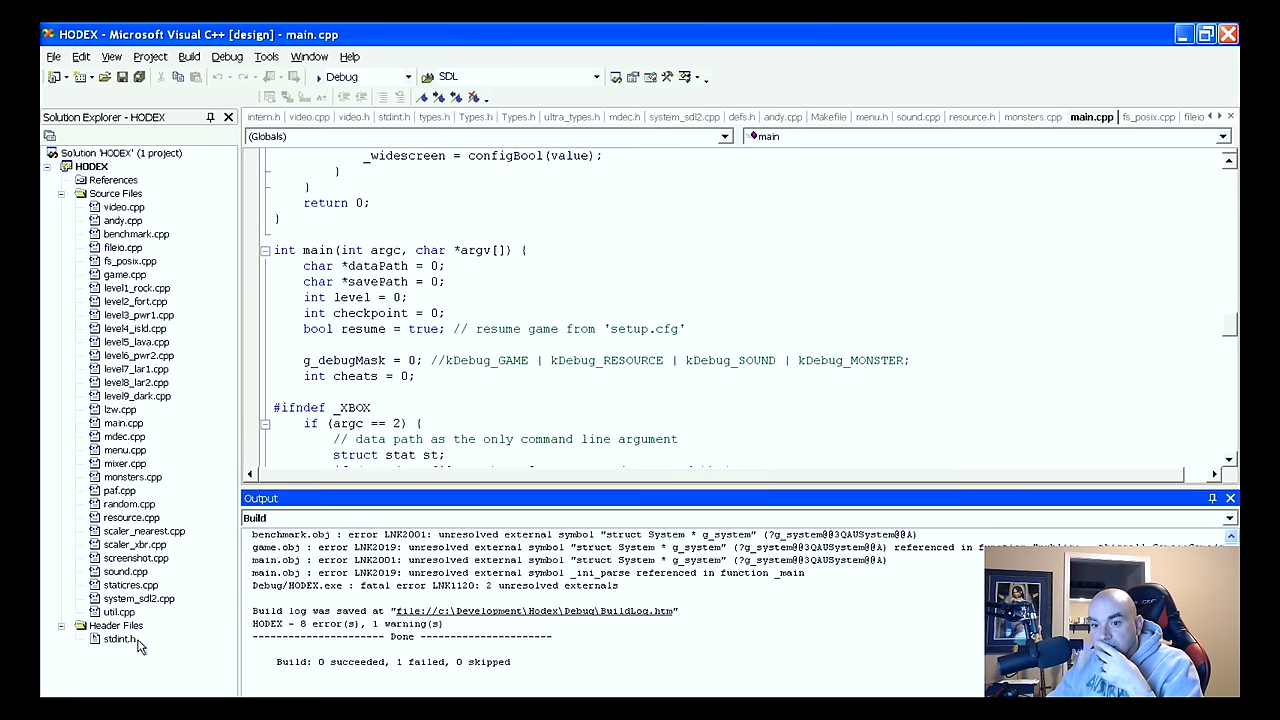 HODEX - Microsoft Visual C++ [design] - main.cpp
File Edit View Project Build Debug Tools Window Help
Debug SDL
Solution Explorer - HODEX
intern.h video.cpp video.h stdint.h types.h Types.h Types.h ultra_types.h mdec.h system_sdl2.cpp defs.h andy.cpp Makefile menu.h sound.cpp resource.h monsters.cpp main.cpp fs_posix.cpp fileio
(Globals) main
Solution 'HODEX' (1 project)
HODEX
References
Source Files
video.cpp
andy.cpp
benchmark.cpp
fileio.cpp
fs_posix.cpp
game.cpp
level1_rock.cpp
level2_fort.cpp
level3_pwr1.cpp
level4_isld.cpp
level5_lava.cpp
level6_pwr2.cpp
level7_lar1.cpp
level8_lar2.cpp
level9_dark.cpp
lzw.cpp
main.cpp
mdec.cpp
menu.cpp
mixer.cpp
monsters.cpp
paf.cpp
random.cpp
resource.cpp
scaler_nearest.cpp
scaler_xbr.cpp
screenshot.cpp
sound.cpp
staticres.cpp
system_sdl2.cpp
util.cpp
Header Files
stdint.h
_widescreen = configBool(value);
}
}
return 0;
}
int main(int argc, char *argv[]) {
char *dataPath = 0;
char *savePath = 0;
int level = 0;
int checkpoint = 0;
bool resume = true; // resume game from 'setup.cfg'
g_debugMask = 0; //kDebug_GAME | kDebug_RESOURCE | kDebug_SOUND | kDebug_MONSTER;
int cheats = 0;
#ifndef _XBOX
if (argc == 2) {
// data path as the only command line argument
struct stat st;
Output
Build
benchmark.obj : error LNK2001: unresolved external symbol "struct System * g_system" (?g_system@@3QAUSystem@@A)
game.obj : error LNK2019: unresolved external symbol "struct System * g_system" (?g_system@@3QAUSystem@@A) referenced in
main.obj : error LNK2001: unresolved external symbol "struct System * g_system" (?g_system@@3QAUSystem@@A)
main.obj : error LNK2019: unresolved external symbol _ini_parse referenced in function _main
Debug/HODEX.exe : fatal error LNK1120: 2 unresolved externals
Build log was saved at "file://c:\Development\Hodex\Debug\BuildLog.htm"
HODEX - 8 error(s), 1 warning(s)
--------------------- Done ---------------------
Build: 0 succeeded, 1 failed, 0 skipped